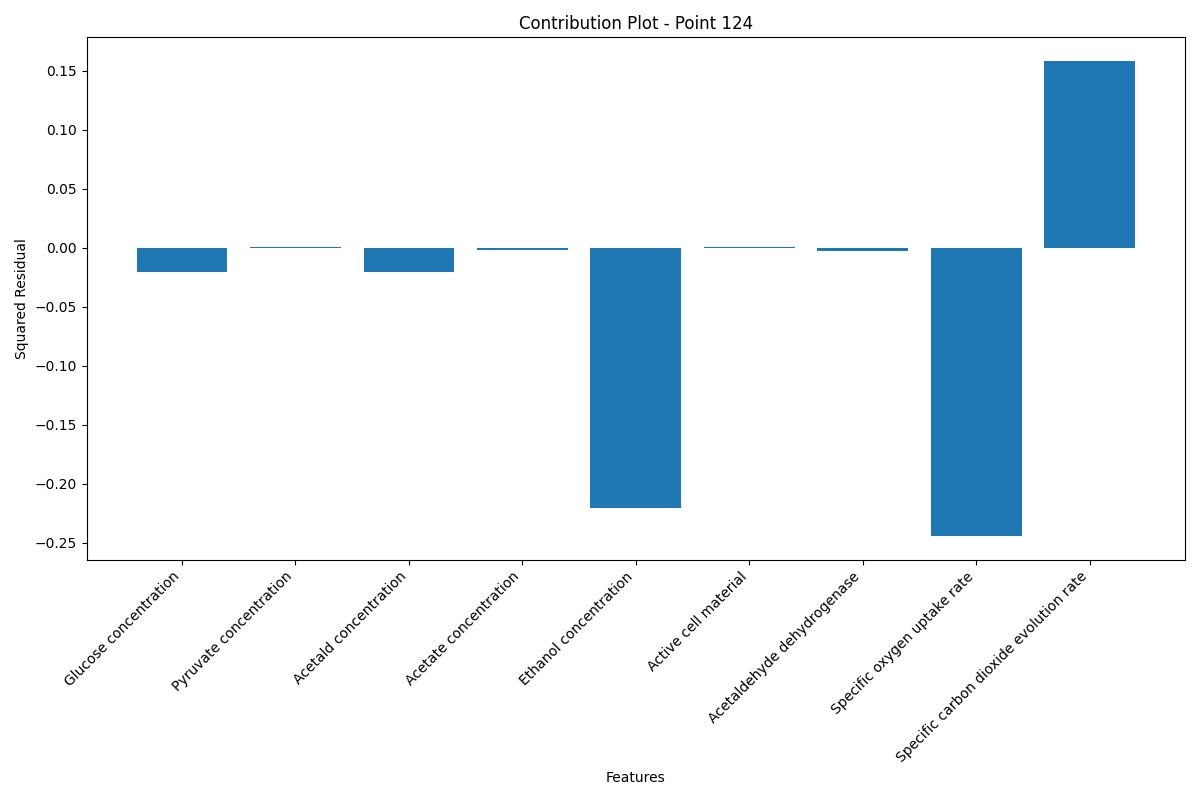 Contribution Plot - Point 124
Squared Residual
0.15
0.10
0.05
0.00
−0.05
−0.10
−0.15
−0.20
−0.25
Glucose concentration
Pyruvate concentration
Acetald concentration
Acetate concentration
Ethanol concentration
Active cell material
Acetaldehyde dehydrogenase
Specific oxygen uptake rate
Specific carbon dioxide evolution rate
Features